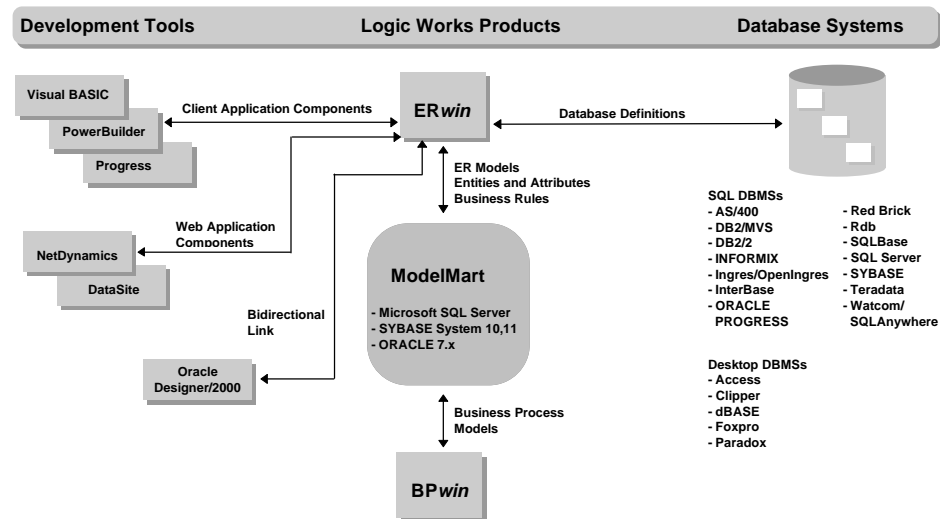 Development Tools
Logic Works Products
Database Systems
Visual BASIC
PowerBuilder
Progress
Client Application Components
ERwin
Database Definitions
ER Models
Entities and Attributes
Business Rules
Web Application
Components
NetDynamics
DataSite
ModelMart
- Microsoft SQL Server
- SYBASE System 10,11
- ORACLE 7.x
Bidirectional
Link
Oracle
Designer/2000
Business Process
Models
BPwin
SQL DBMSs
- AS/400
- DB2/MVS
- DB2/2
- INFORMIX
- Ingres/OpenIngres
- InterBase
- ORACLE
PROGRESS
- Red Brick
- Rdb
- SQLBase
- SQL Server
- SYBASE
- Teradata
- Watcom/
SQLAnywhere
Desktop DBMSs
- Access
- Clipper
- dBASE
- Foxpro
- Paradox